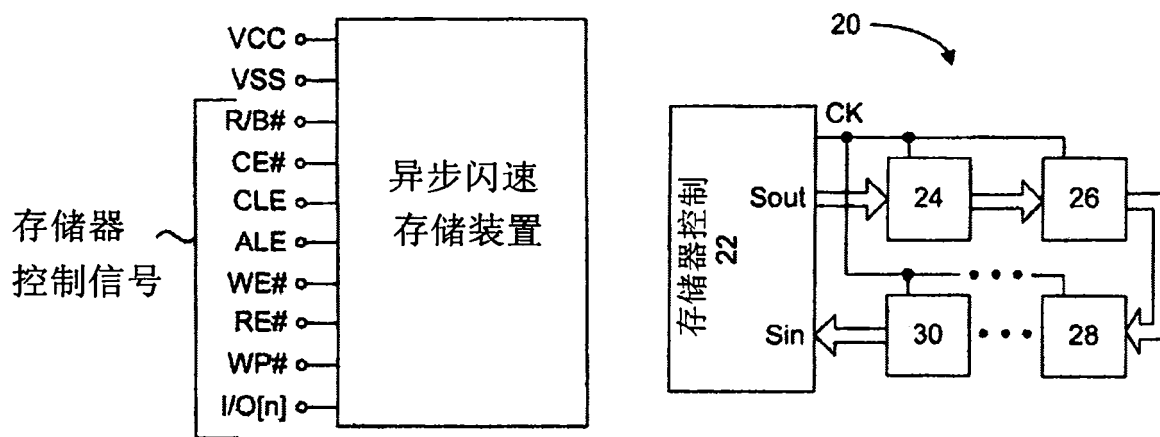 VCC
VSS
R/B#
CE#
CLE
ALE
WE#
RE#
WP#
I/O[n]
存储器
控制信号
异步闪速
存储装置
20
CK
存储器控制
22
Sout
Sin
24
26
30
28